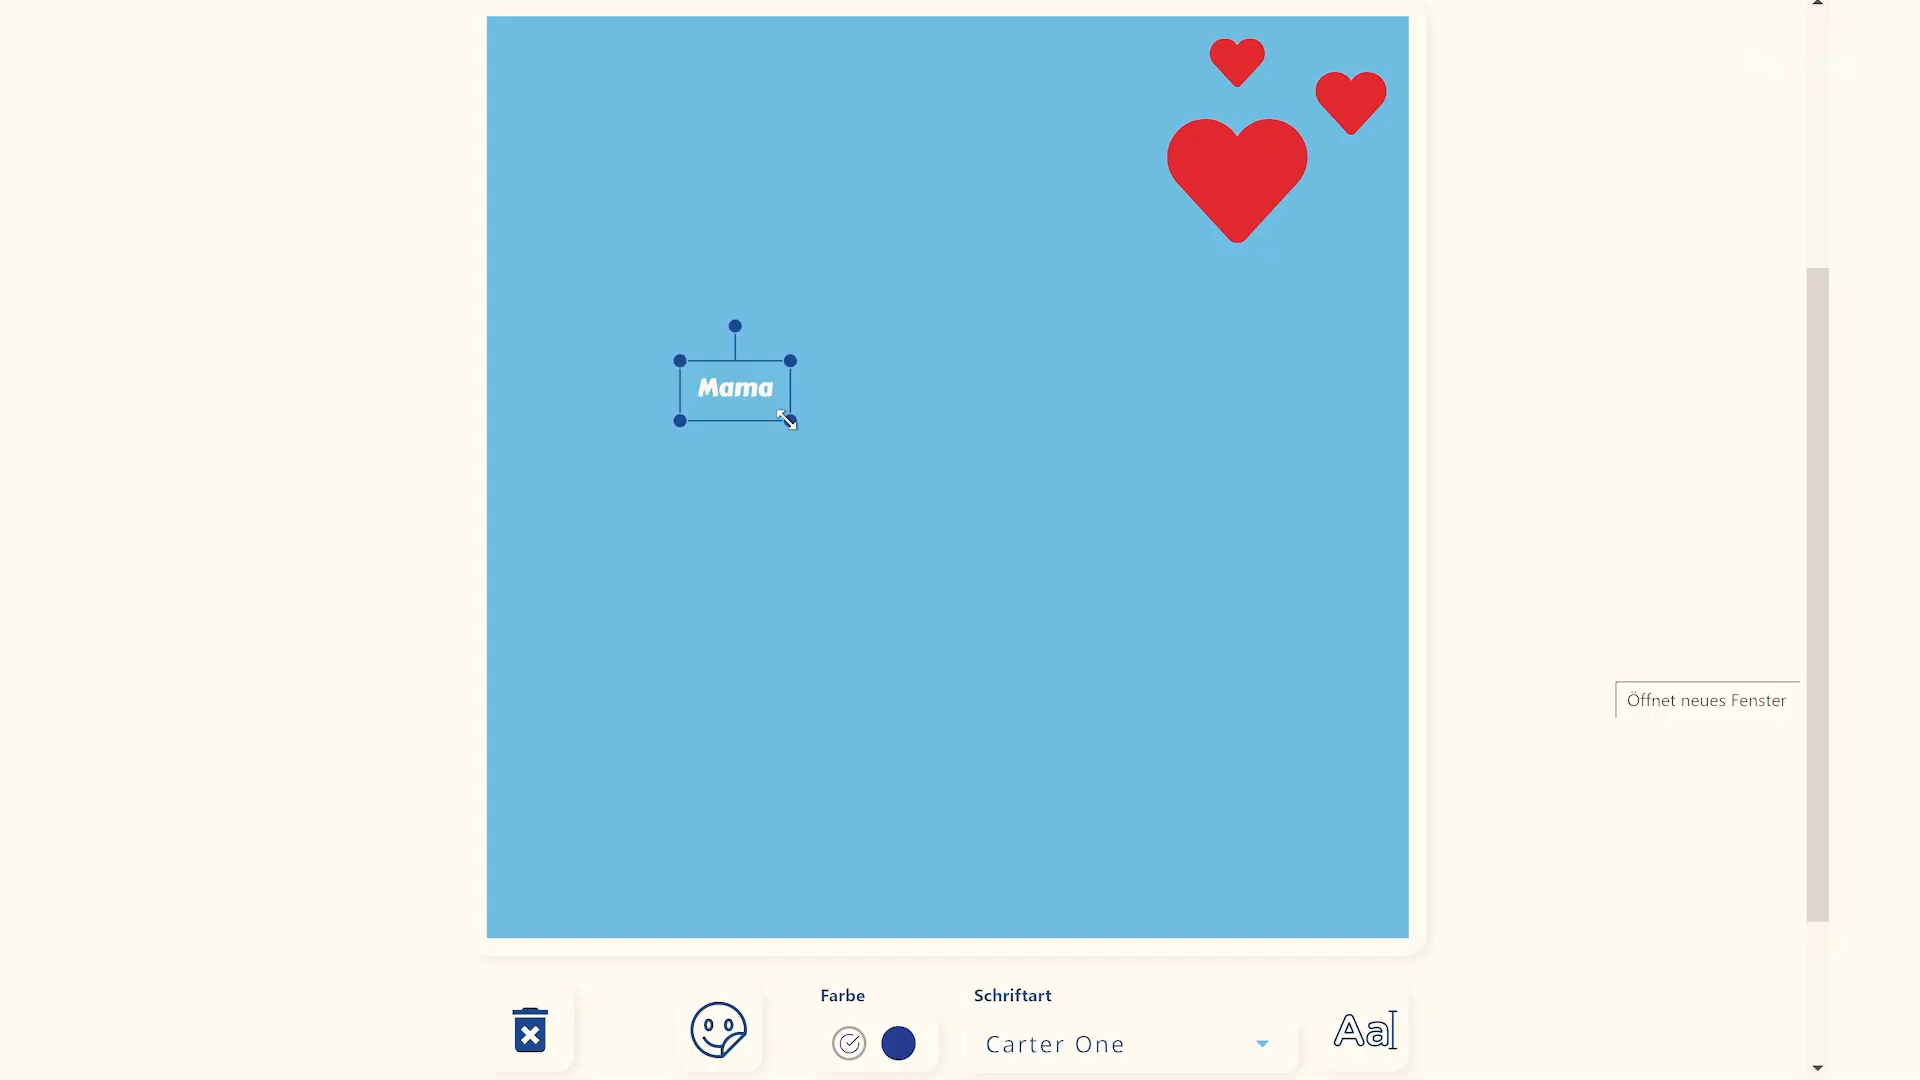 Mama
Öffnet neues Fenster
Farbe
Schriftart
Carter One
Aa